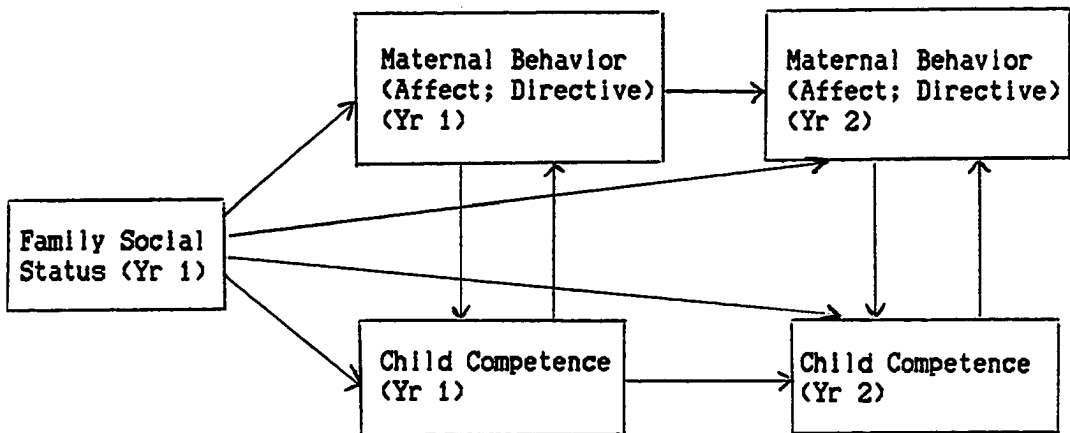 Maternal Behavior
(Affect; Directive)
(Yr 1)
Maternal Behavior
(Affect; Directive)
(Yr 2)
Family Social
Status (Yr 1)
Child Competence
(Yr 1)
Child Competence
(Yr 2)